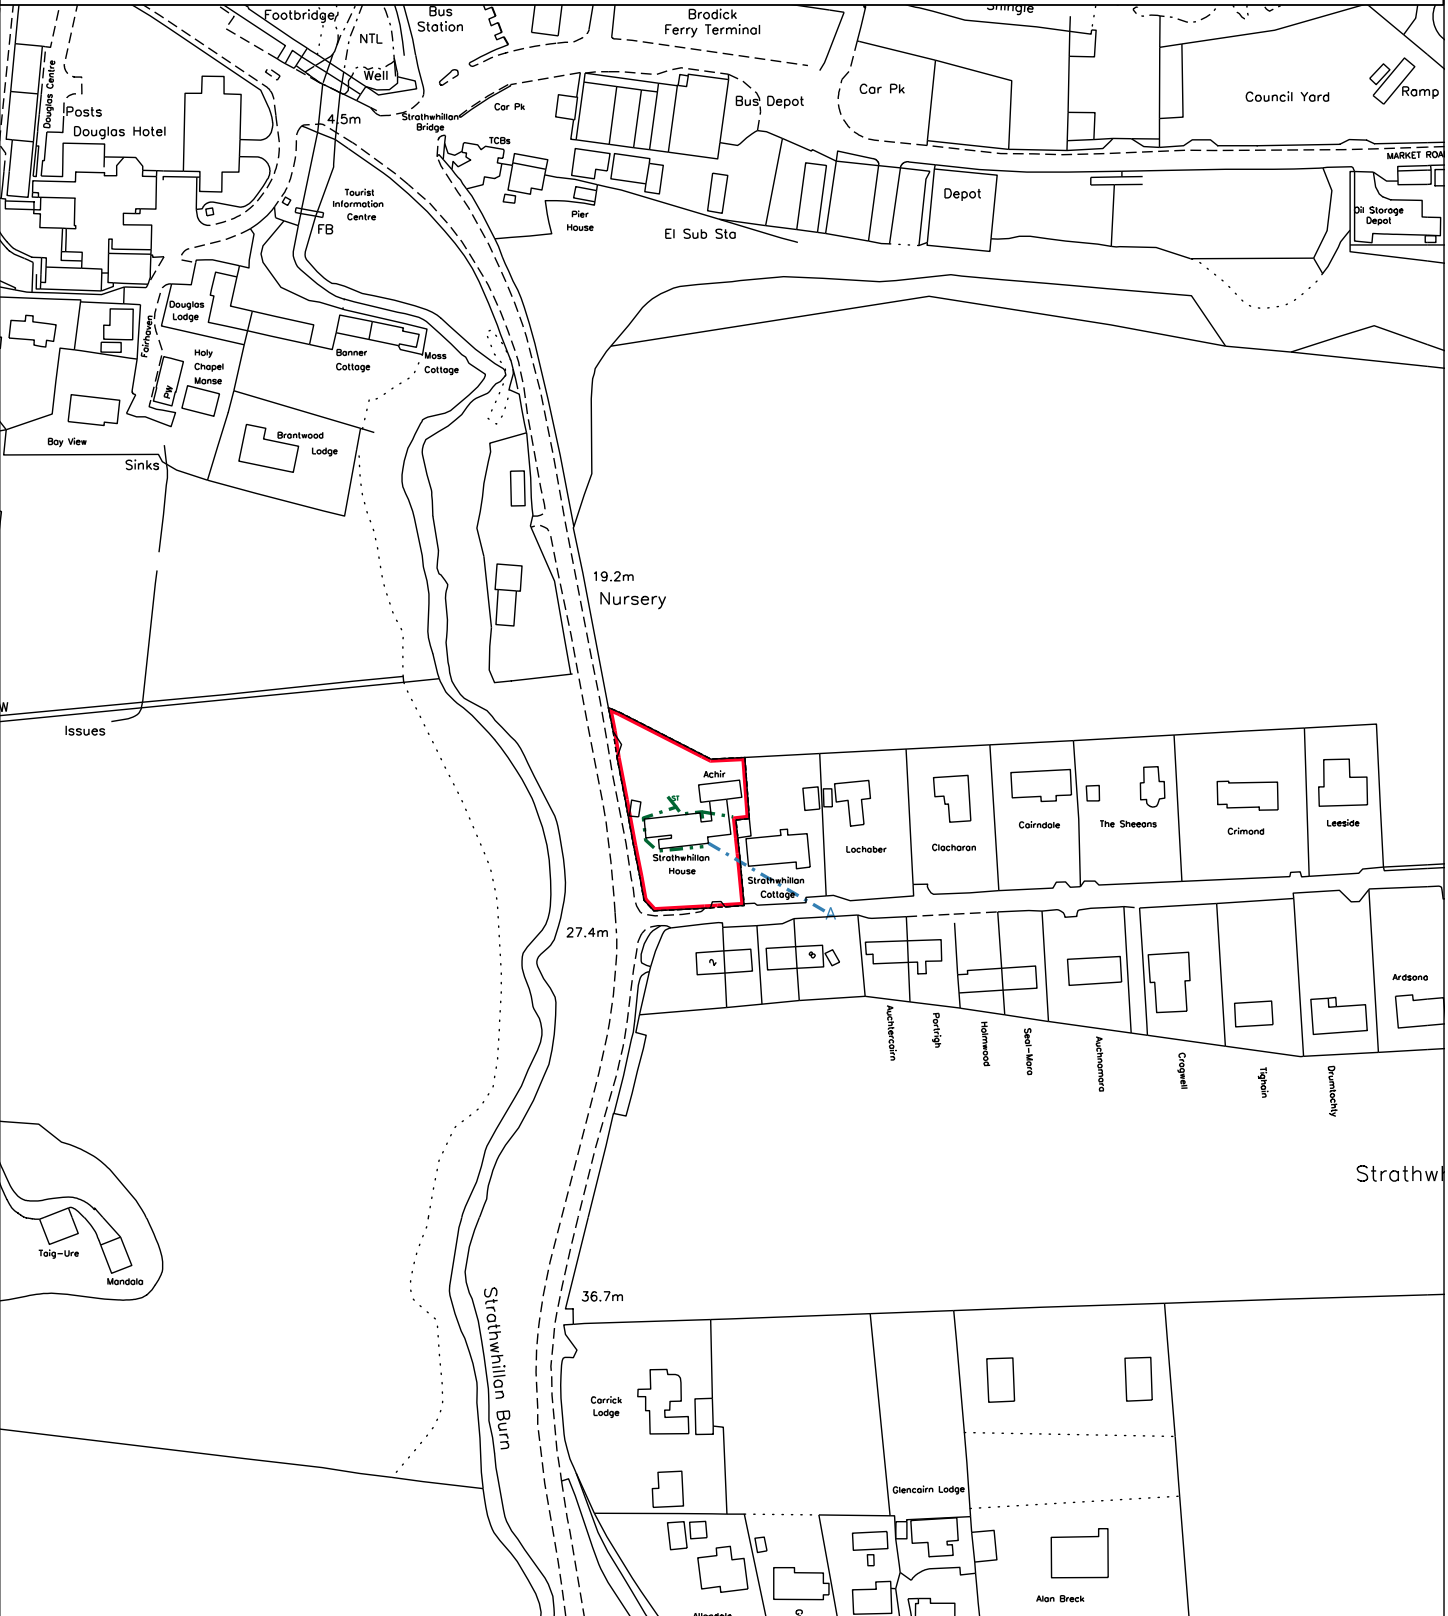 Footbridge
Bus
Station
Brodick
Ferry Terminal
Shingle
NTL
Well
Douglas Centre
Posts
Douglas Hotel
4.5m
Strathwhillan
Bridge
Car Pk
TCBs
Bus Depot
Car Pk
Council Yard
Ramp
MARKET ROA
Tourist
Information
Centre
FB
Pier
House
El Sub Sta
Depot
Oil Storage
Depot
Douglas
Lodge
Fairhaven
Holy
Chapel
Manse
PW
Banner
Cottage
Moss
Cottage
Bay View
Brantwood
Lodge
Sinks
19.2m
Nursery
W
Issues
Achir
ST
Strathwhillan
House
Strathwhillan
Cottage
A
Lochaber
Clacharan
Cairndale
The Sheeans
Crimond
Leeside
27.4m
2
8
Auchtercairn
Portrigh
Holmwood
Seal-Mara
Auchnamara
Cragwell
Tighain
Drumtochty
Ardsona
Strathwh
Taig-Ure
Mandala
36.7m
Strathwhillan Burn
Carrick
Lodge
Glencairn Lodge
Alan Breck